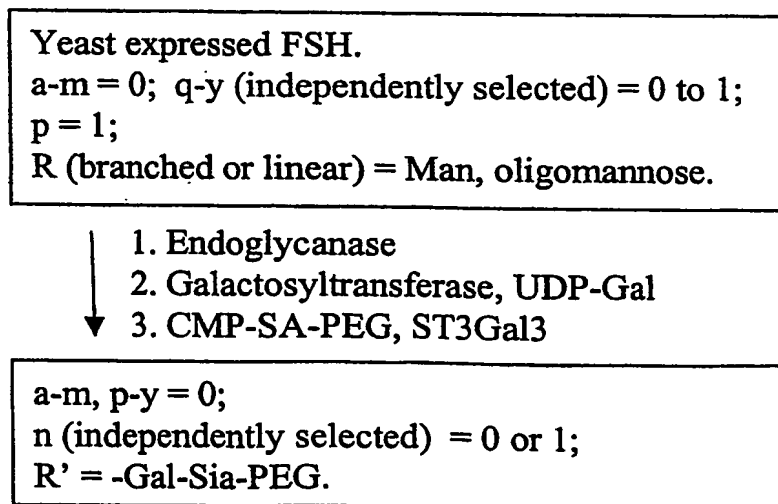 Yeast expressed FSH.
a-m = 0; q-y (independently selected) = 0 to 1;
p = 1;
R (branched or linear) = Man, oligomannose.
1. Endoglycanase
2. Galactosyltransferase, UDP-Gal
3. CMP-SA-PEG, ST3Gal3
a-m, p-y = 0;
n (independently selected) = 0 or 1;
R' = -Gal-Sia-PEG.